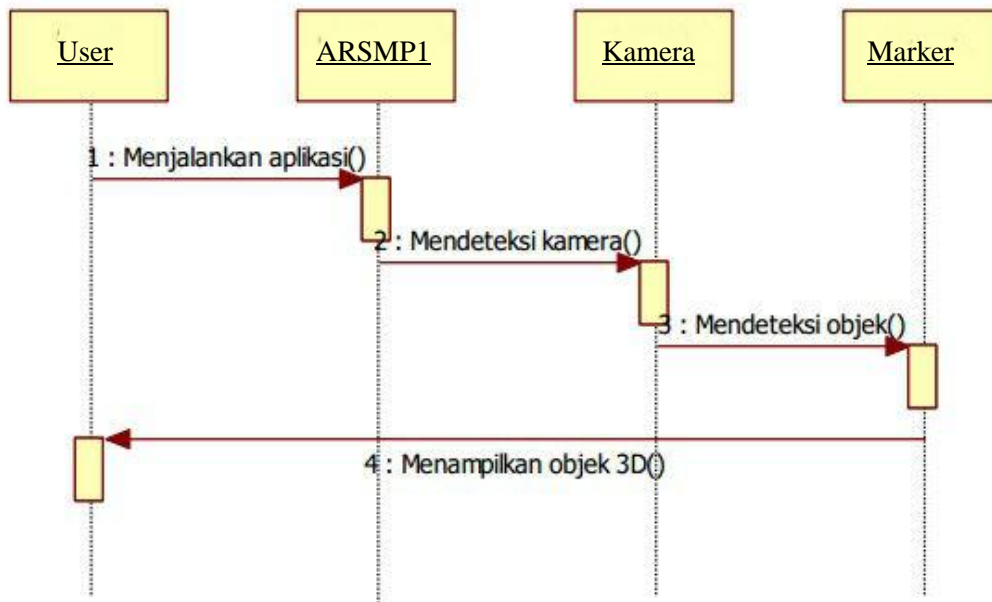 User
ARSMP1
Kamera
Marker
1 : Menjalankan aplikasi()
2 : Mendeteksi kamera()
3 : Mendeteksi objek()
4 : Menampilkan objek 3D()